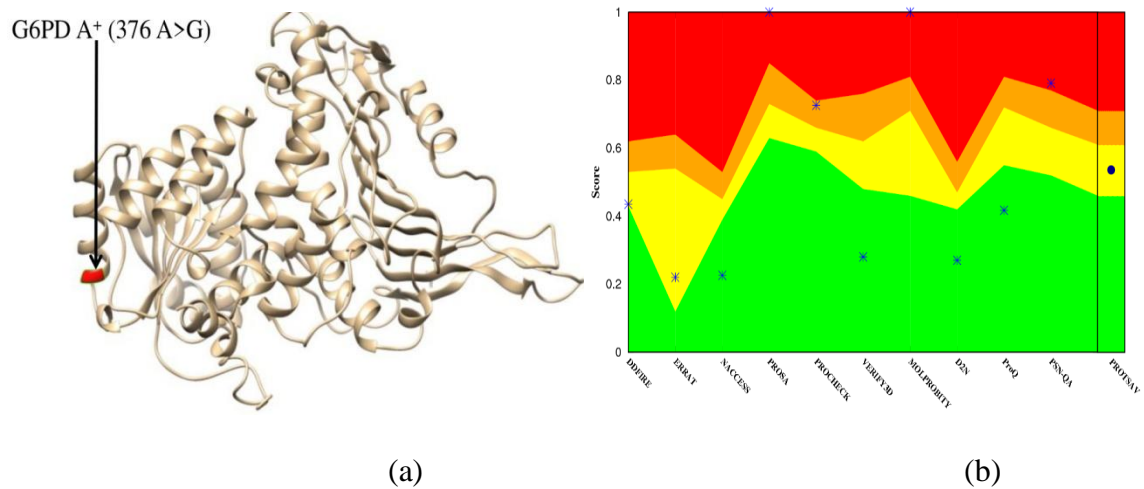 G6PD A⁺ (376 A>G)
1
0.8
0.6
0.4
0.2
0
Score
DDFIRE
ERRAT
NACCESS
PROSA
PROCHECK
VERIFY3D
MOLPROBITY
D2N
ProQ
PSN-QA
PROTSAV
(a)
(b)